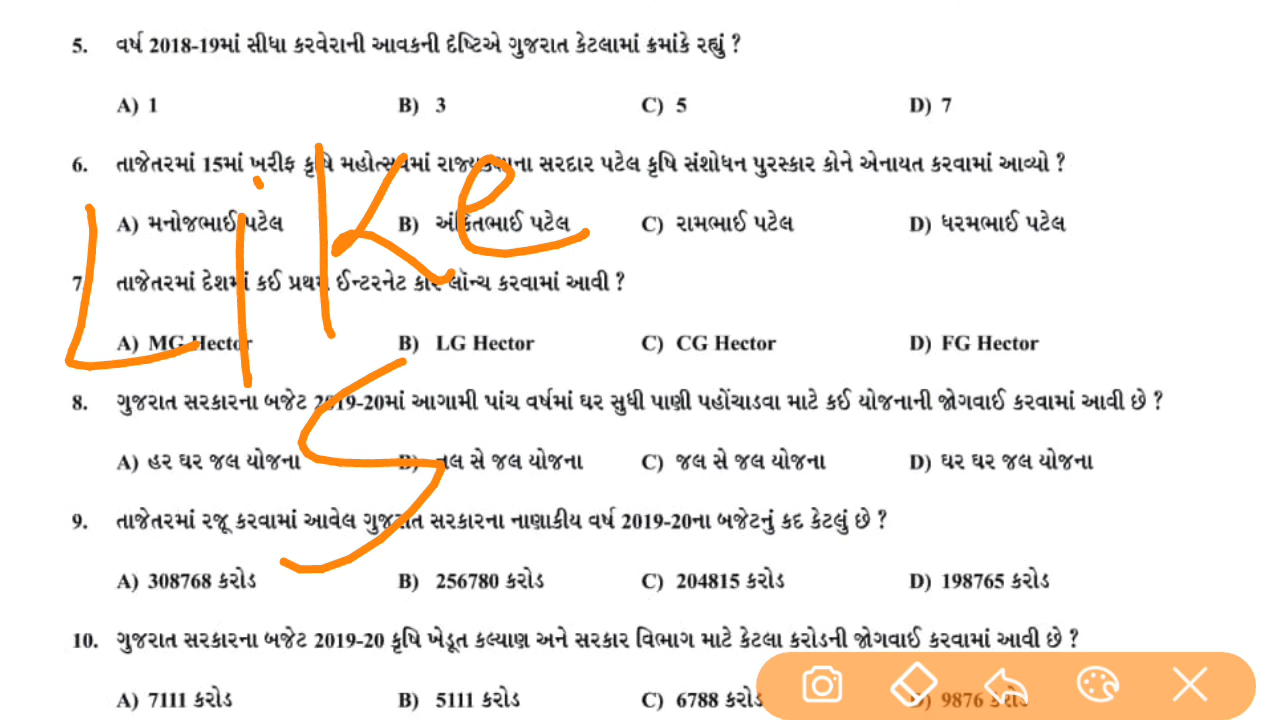 5. વર્ષ 2018-19માં સીધા કરવેરાની આવકની દૃષ્ટિએ ગુજરાત કેટલામાં ક્રમાંકે રહ્યું ?
A) 1 B) 3 C) 5 D) 7
6. તાજેતરમાં 15માં ખરીફ કૃષિ મહોત્સવમાં રાજ્યકક્ષાના સરદાર પટેલ કૃષિ સંશોધન પુરસ્કાર કોને એનાયત કરવામાં આવ્યો ?
A) મનોજભાઈ પટેલ B) અંકિતભાઈ પટેલ C) રામભાઈ પટેલ D) ધરમભાઈ પટેલ
Like
7 તાજેતરમાં દેશમાં કઈ પ્રથમ ઈન્ટરનેટ કાર લૉન્ચ કરવામાં આવી ?
A) MG Hector B) LG Hector C) CG Hector D) FG Hector
8. ગુજરાત સરકારના બજેટ 2019-20માં આગામી પાંચ વર્ષમાં ઘર સુધી પાણી પહોંચાડવા માટે કઈ યોજનાની જોગવાઈ કરવામાં આવી છે ?
A) હર ઘર જલ યોજના B) નલ સે જલ યોજના C) જલ સે જલ યોજના D) ઘર ઘર જલ યોજના
S
9. તાજેતરમાં રજૂ કરવામાં આવેલ ગુજરાત સરકારના નાણાકીય વર્ષ 2019-20ના બજેટનું કદ કેટલું છે ?
A) 308768 કરોડ B) 256780 કરોડ C) 204815 કરોડ D) 198765 કરોડ
10. ગુજરાત સરકારના બજેટ 2019-20 કૃષિ ખેડૂત કલ્યાણ અને સરકાર વિભાગ માટે કેટલા કરોડની જોગવાઈ કરવામાં આવી છે ?
A) 7111 કરોડ B) 5111 કરોડ C) 6788 કરોડ D) 9876 કરોડ